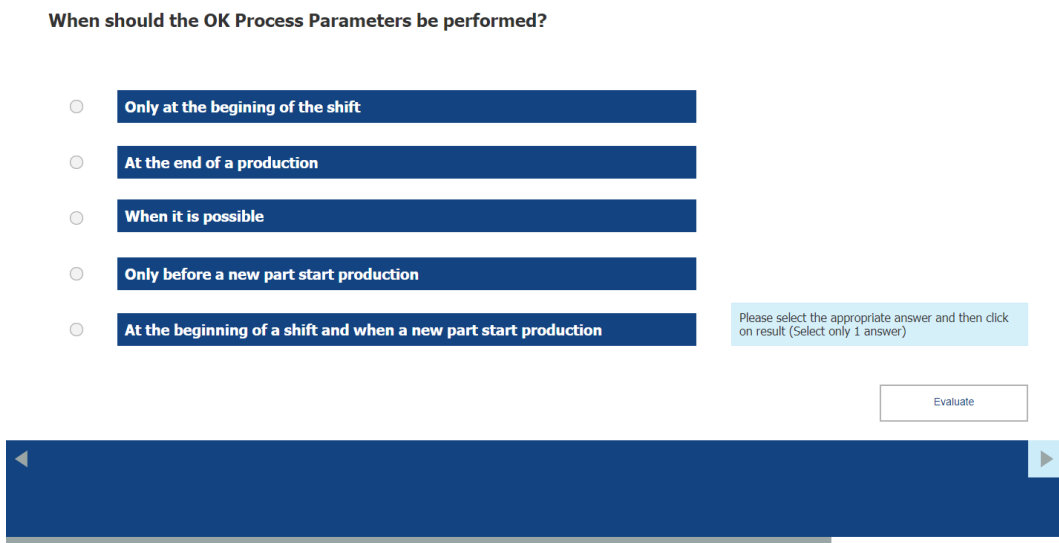 When should the OK Process Parameters be performed?
Only at the begining of the shift
At the end of a production
When it is possible
Only before a new part start production
At the beginning of a shift and when a new part start production
Please select the appropriate answer and then click
on result (Select only 1 answer)
Evaluate